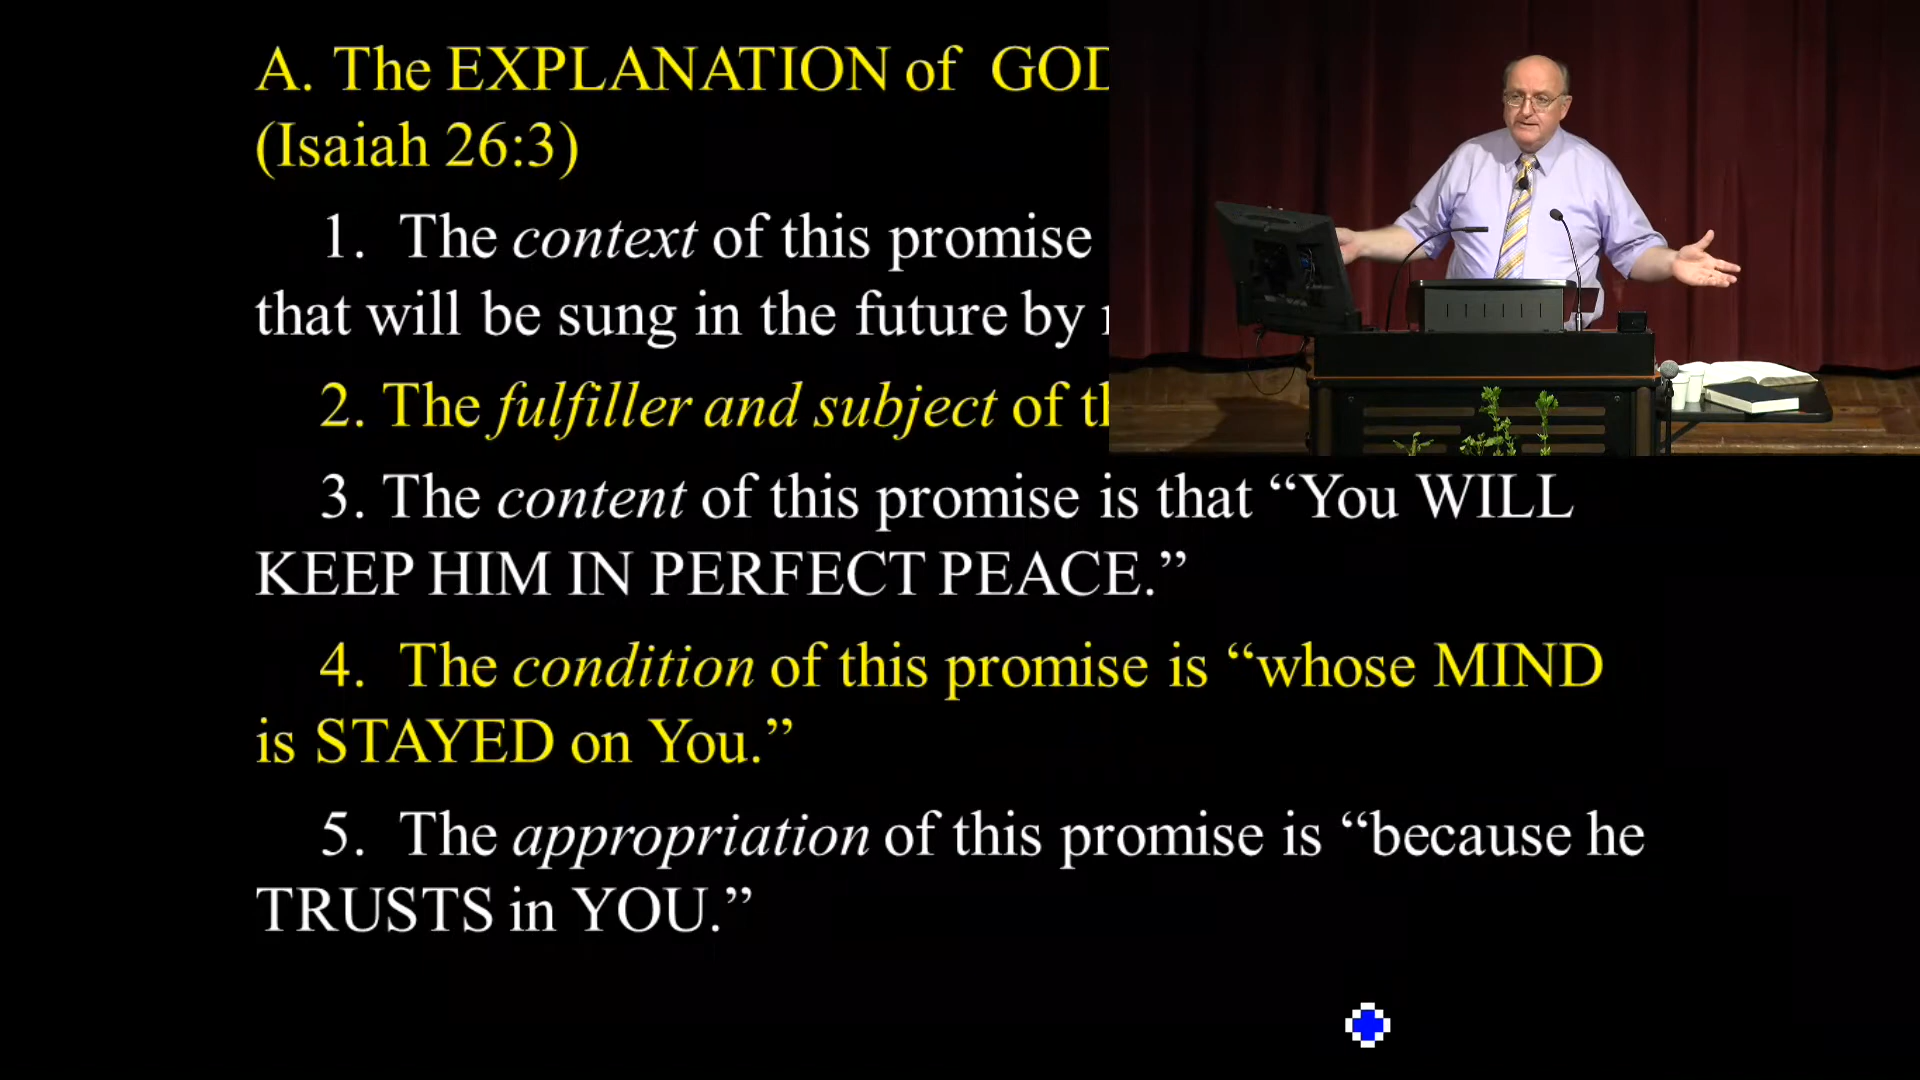 A. The EXPLANATION of GOD
(Isaiah 26:3)
1. The context of this promise
that will be sung in the future by
2. The fulfiller and subject of
3. The content of this promise is that “You WILL
KEEP HIM IN PERFECT PEACE.”
4. The condition of this promise is “whose MIND
is STAYED on You.”
5. The appropriation of this promise is “because he
TRUSTS in YOU.”